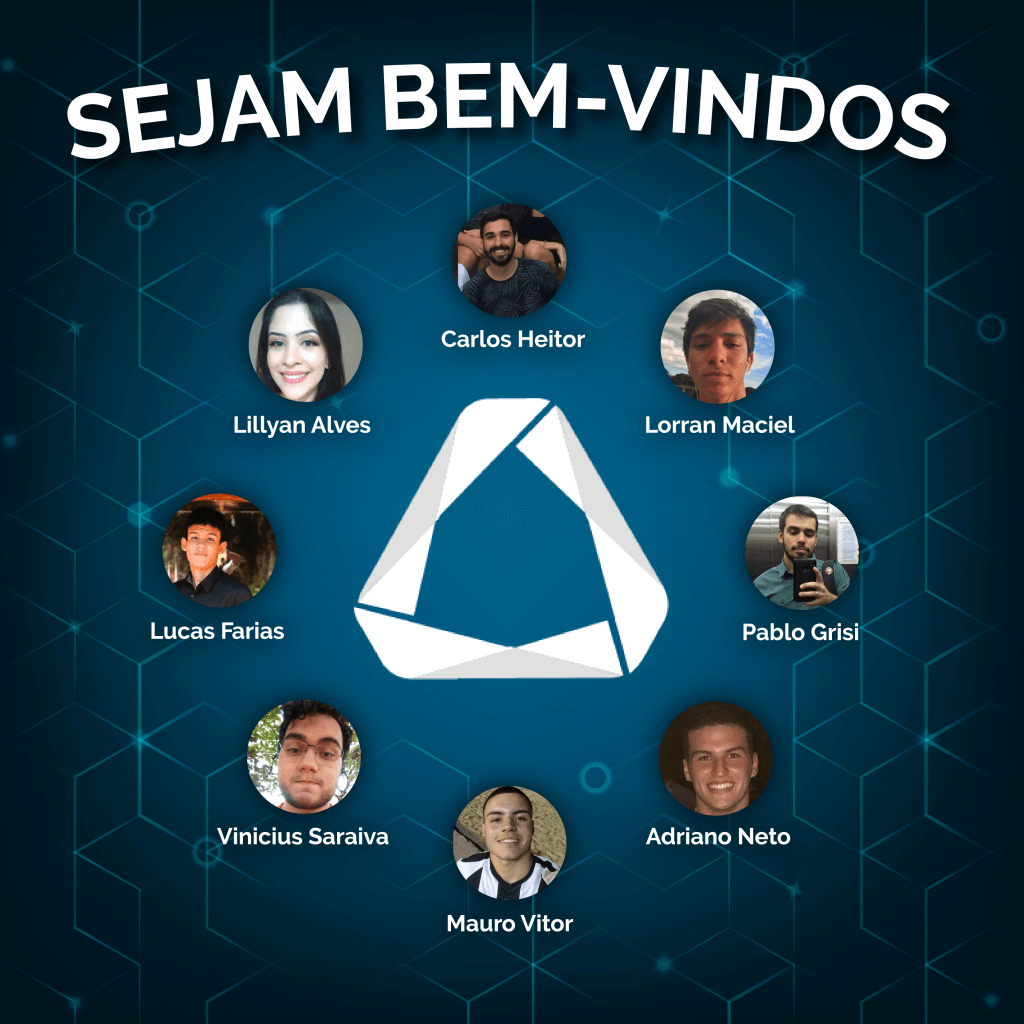 SEJAM BEM-VINDOS
Carlos Heitor
Lillyan Alves
Lorran Maciel
Lucas Farias
Pablo Grisi
Vinicius Saraiva
Adriano Neto
Mauro Vitor